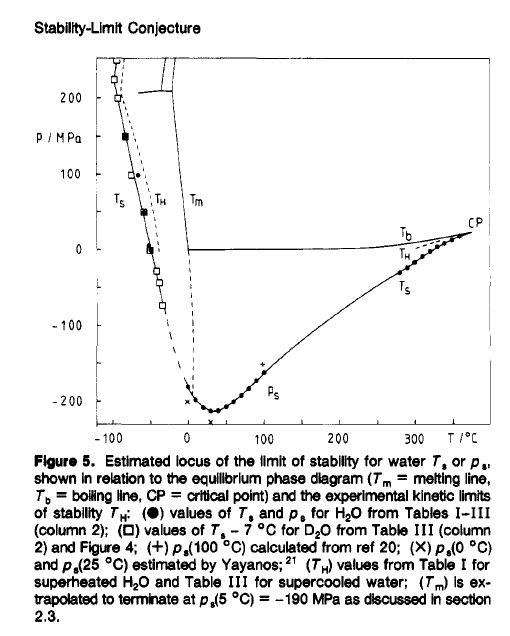 Stability-Limit Conjecture
200
P / MPa
100
0
-100
-200
Ts
TH
Tm
Tb
CP
TH
Ts
+
Ps
×
×
-100
0
100
200
300
T /°C
Figure 5. Estimated locus of the limit of stability for water Ts or ps,
shown in relation to the equilibrium phase diagram (Tm = melting line,
Tb = boiling line, CP = critical point) and the experimental kinetic limits
of stability TH: (●) values of Ts and ps for H2O from Tables I–III
(column 2); (□) values of Ts − 7 °C for D2O from Table III (column
2) and Figure 4; (+) ps(100 °C) calculated from ref 20; (X) ps(0 °C)
and ps(25 °C) estimated by Yayanos;21 (TH) values from Table I for
superheated H2O and Table III for supercooled water; (Tm) is ex-
trapolated to terminate at ps(5 °C) = −190 MPa as discussed in section
2.3.